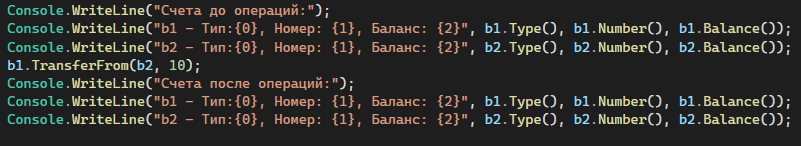 Console.WriteLine("Счета до операций:");
Console.WriteLine("b1 - Тип:{0}, Номер: {1}, Баланс: {2}", b1.Type(), b1.Number(), b1.Balance());
Console.WriteLine("b2 - Тип:{0}, Номер: {1}, Баланс: {2}", b2.Type(), b2.Number(), b2.Balance());
b1.TransferFrom(b2, 10);
Console.WriteLine("Счета после операций:");
Console.WriteLine("b1 - Тип:{0}, Номер: {1}, Баланс: {2}", b1.Type(), b1.Number(), b1.Balance());
Console.WriteLine("b2 - Тип:{0}, Номер: {1}, Баланс: {2}", b2.Type(), b2.Number(), b2.Balance());